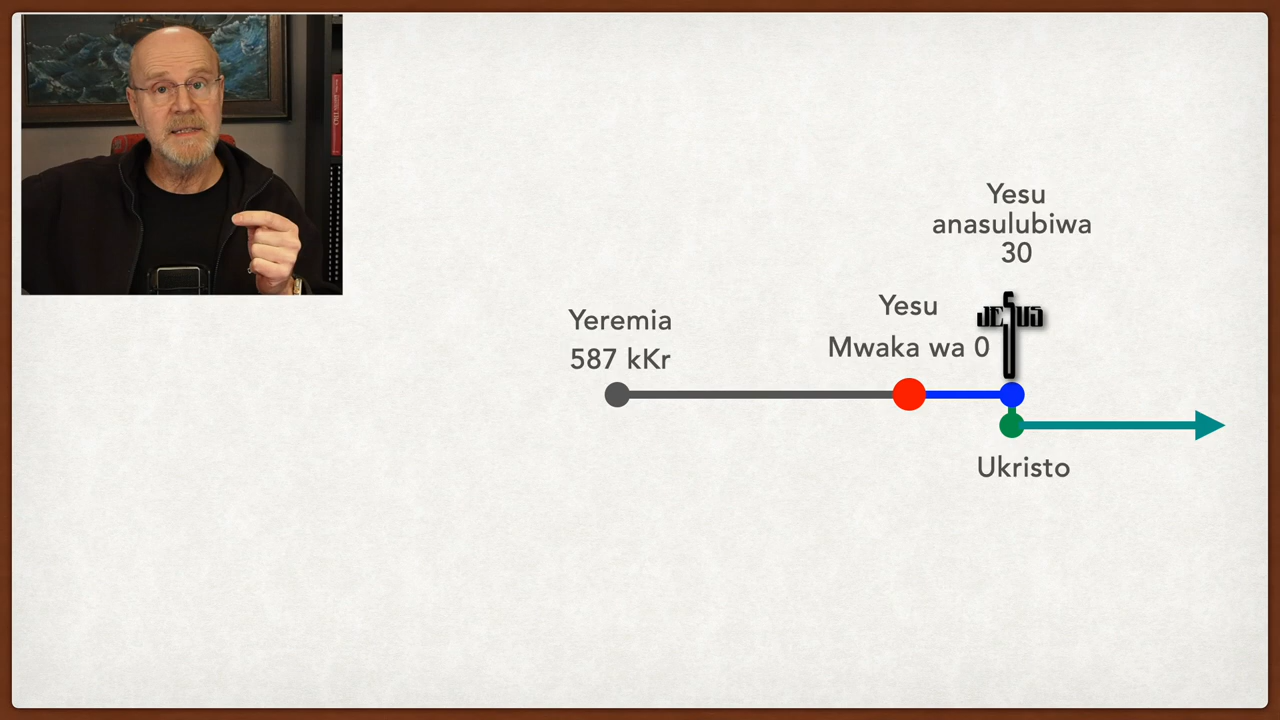 Yesu
anasulubiwa
30
Yeremia
587 kKr
Yesu
Mwaka wa 0
JESUS
Ukristo